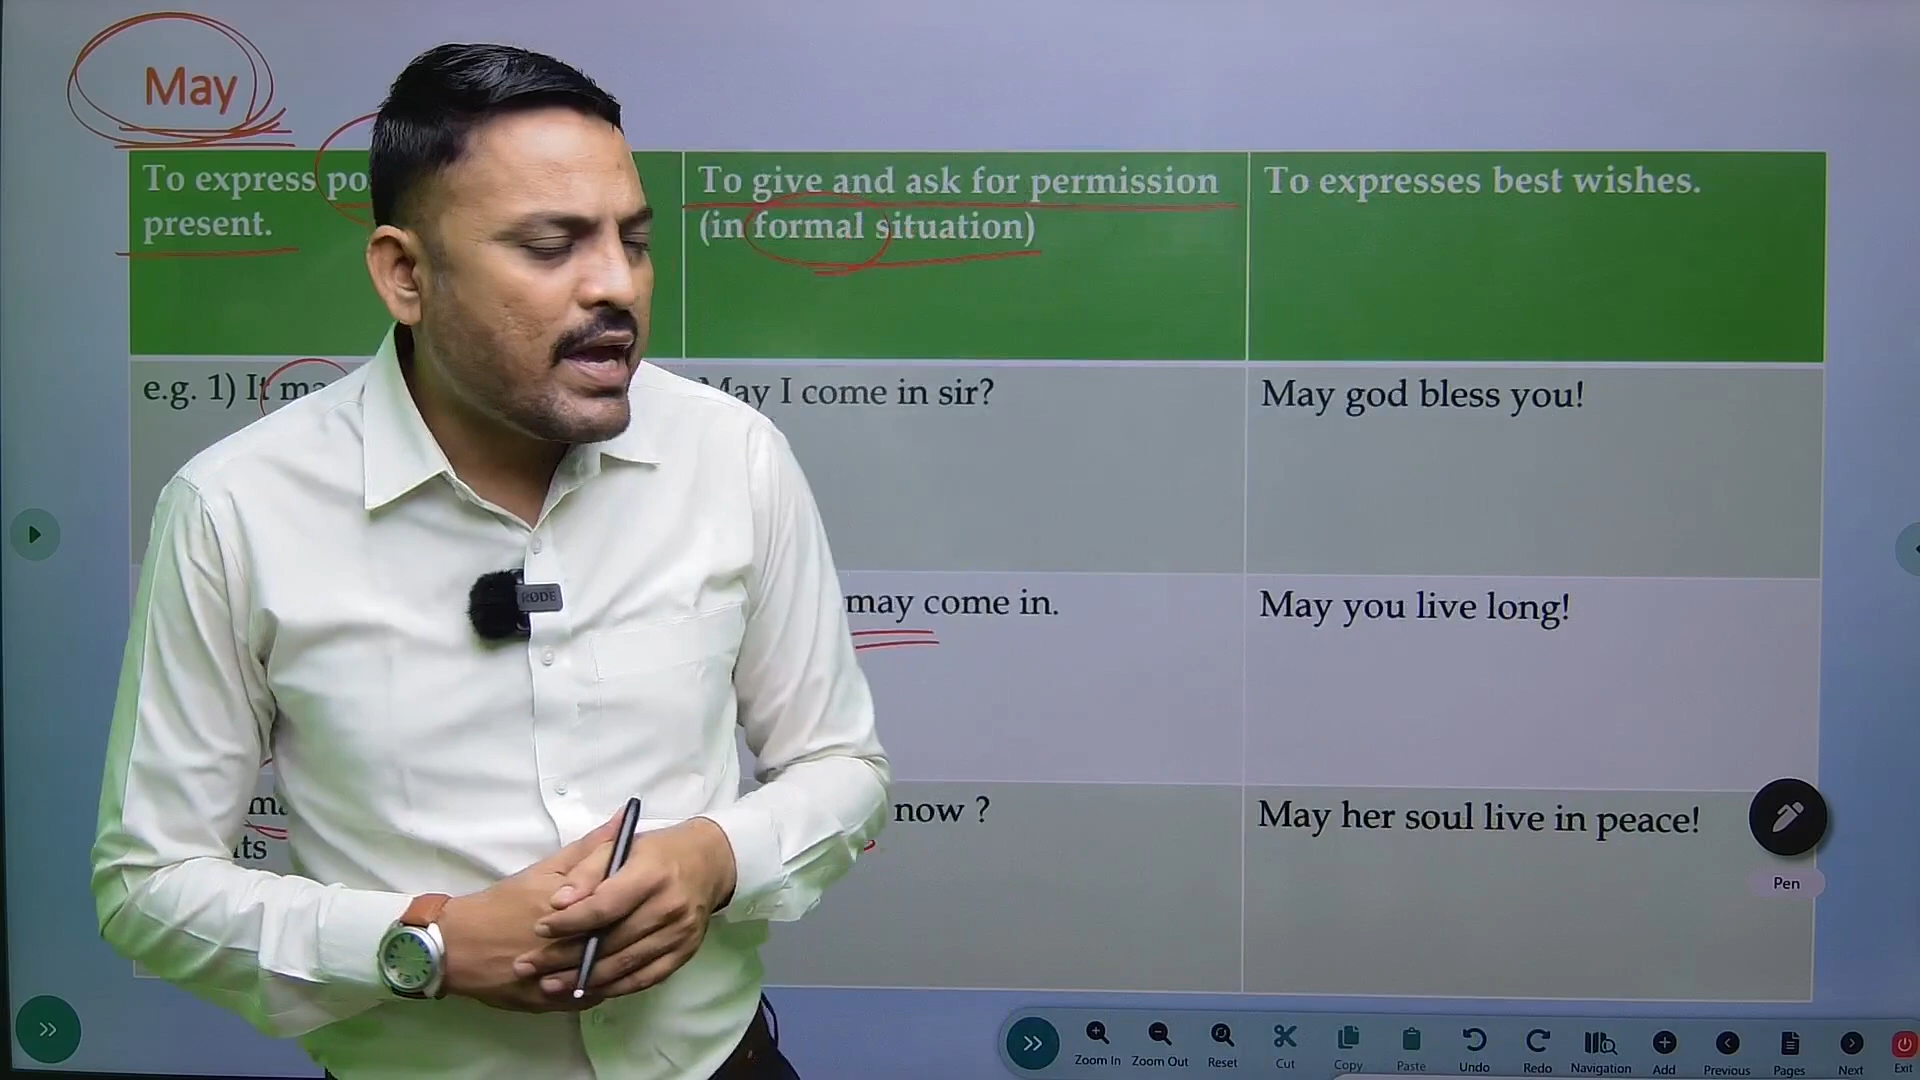 May
To express po
present.
To give and ask for permission
(in formal situation)
To expresses best wishes.
e.g. 1) It ma
May I come in sir?
May god bless you!
may come in.
May you live long!
ma
its
now ?
May her soul live in peace!
RØDE
Pen
Zoom In Zoom Out Reset Cut Copy Paste Undo Redo Navigation Add Previous Pages Next Exit